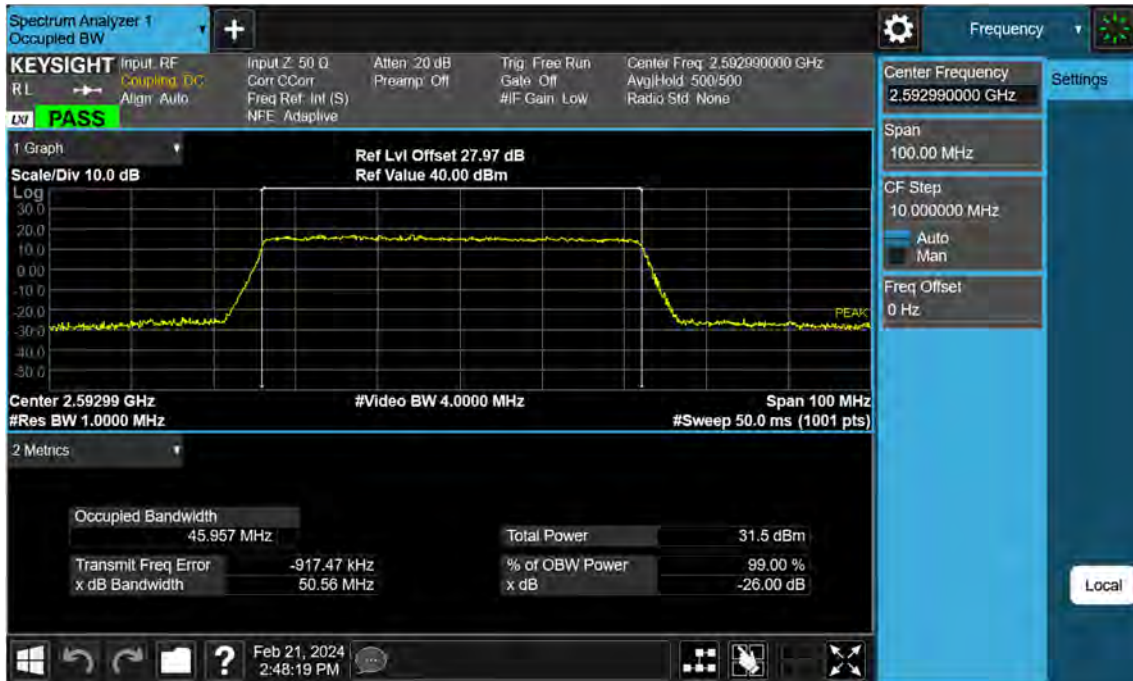 Spectrum Analyzer 1
Occupied BW
Frequency
KEYSIGHT
RL
LXI PASS
Input: RF
Coupling: DC
Align: Auto
Input Z: 50 Ω
Corr CCorr
Freq Ref: Int (S)
NFE: Adaptive
Atten: 20 dB
Preamp: Off
Trig: Free Run
Gate: Off
#IF Gain: Low
Center Freq: 2.592990000 GHz
Avg|Hold: 500/500
Radio Std: None
1 Graph
Scale/Div 10.0 dB
Ref Lvl Offset 27.97 dB
Ref Value 40.00 dBm
Log
30.0
20.0
10.0
0.00
-10.0
-20.0
-30.0
-40.0
-50.0
PEAK
Center 2.59299 GHz
#Res BW 1.0000 MHz
#Video BW 4.0000 MHz
Span 100 MHz
#Sweep 50.0 ms (1001 pts)
2 Metrics
Occupied Bandwidth
45.957 MHz
Transmit Freq Error -917.47 kHz
x dB Bandwidth 50.56 MHz
Total Power 31.5 dBm
% of OBW Power 99.00 %
x dB -26.00 dB
Center Frequency
2.592990000 GHz
Span
100.00 MHz
CF Step
10.000000 MHz
Auto
Man
Freq Offset
0 Hz
Settings
Local
Feb 21, 2024
2:48:19 PM